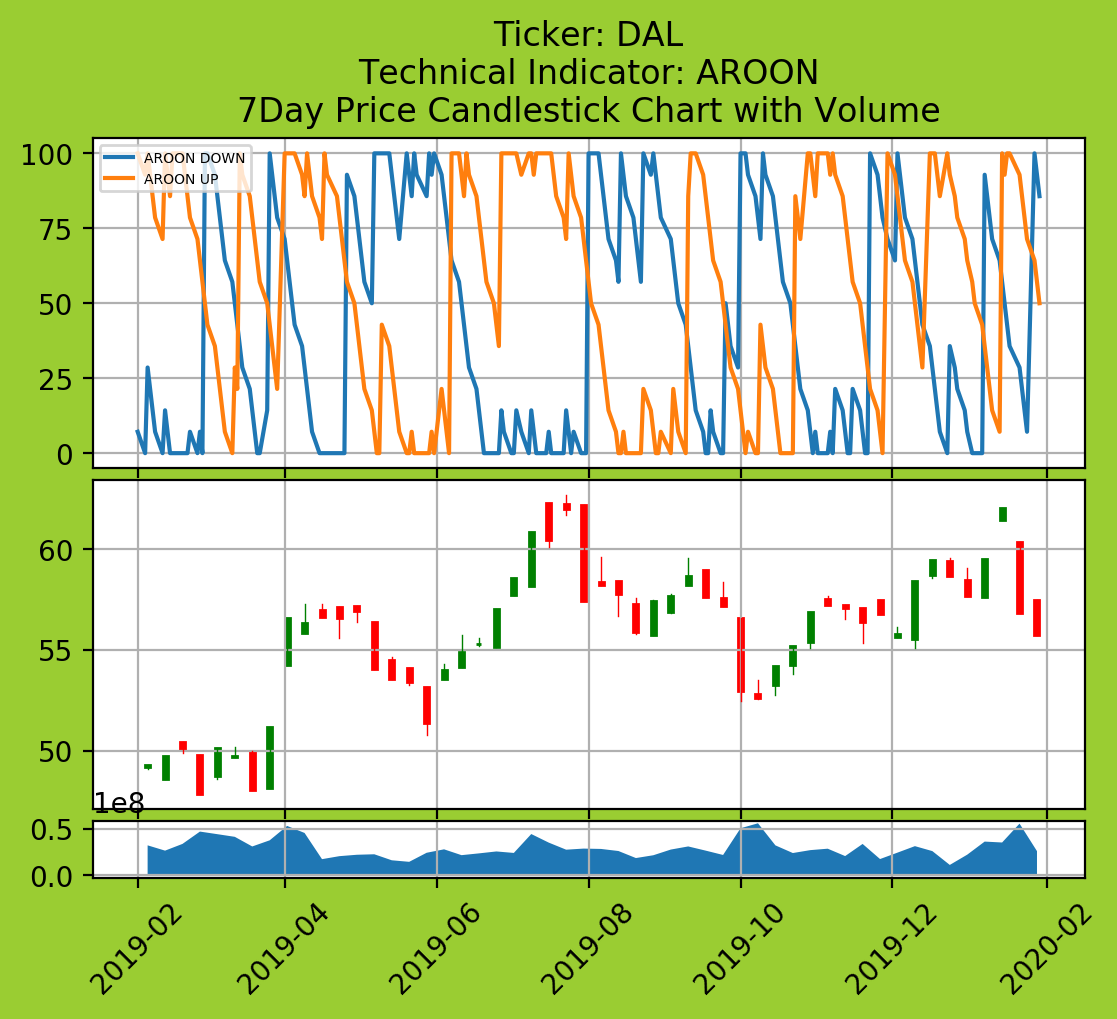 Ticker: DAL
Technical Indicator: AROON
7Day Price Candlestick Chart with Volume
100
75
50
25
0
AROON DOWN
AROON UP
60
55
50
1e8
0.5
0.0
2019-02
2019-04
2019-06
2019-08
2019-10
2019-12
2020-02